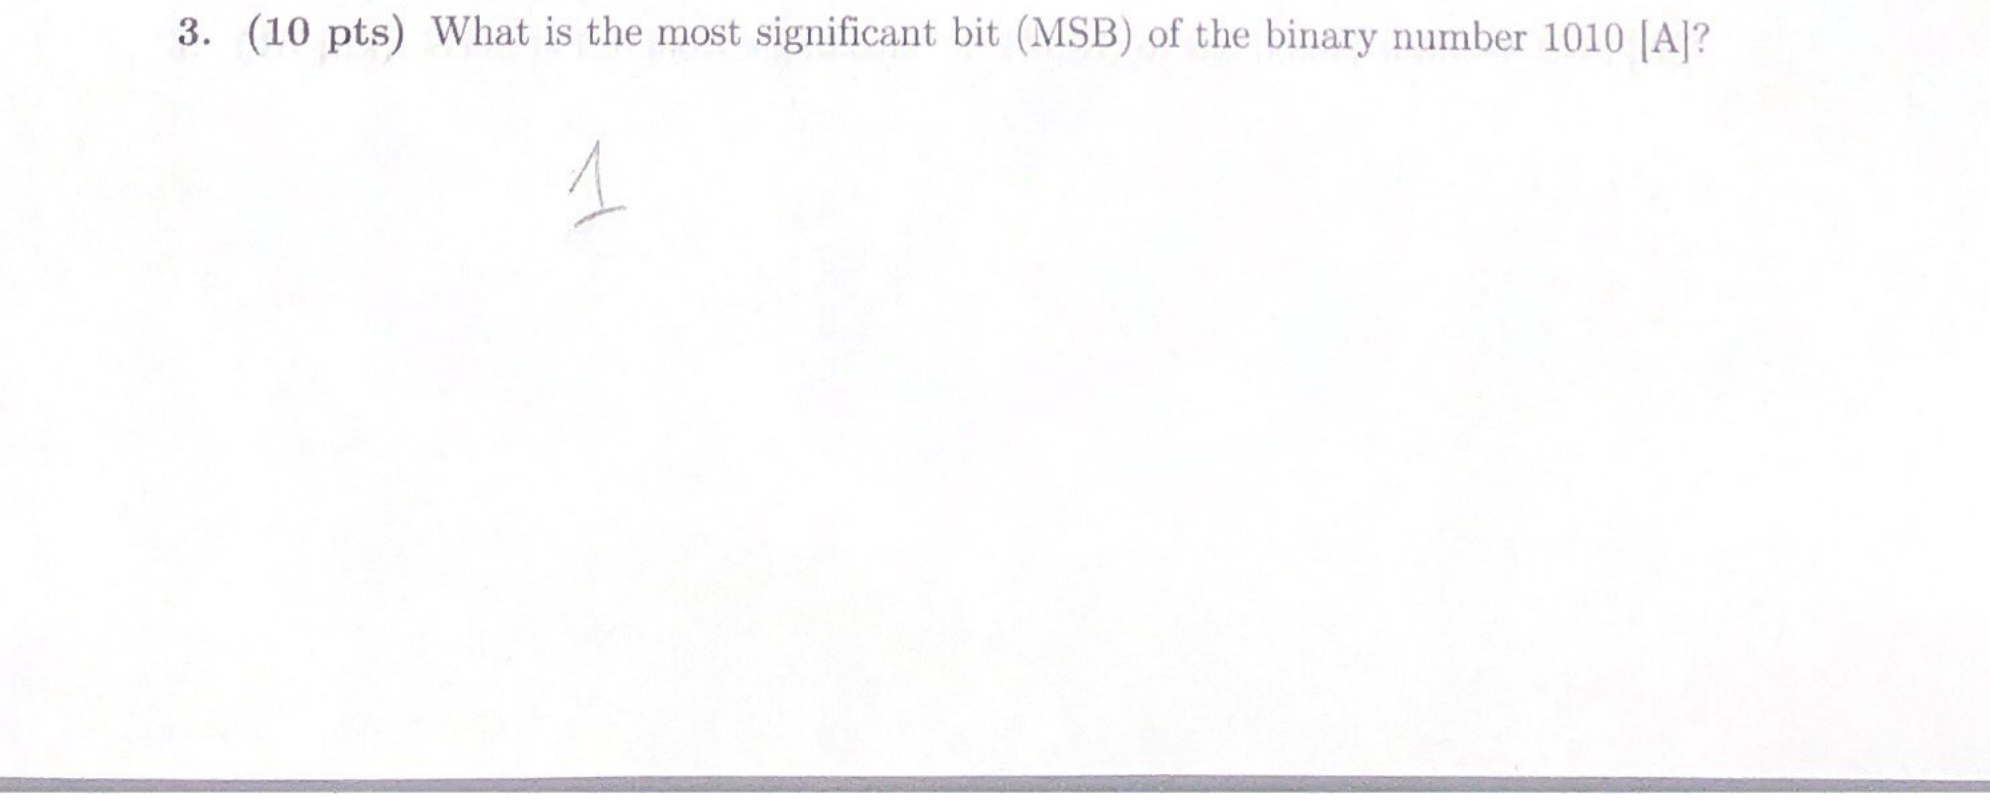 3. (10 pts) What is the most significant bit (MSB) of the binary number 1010 [A]?
1